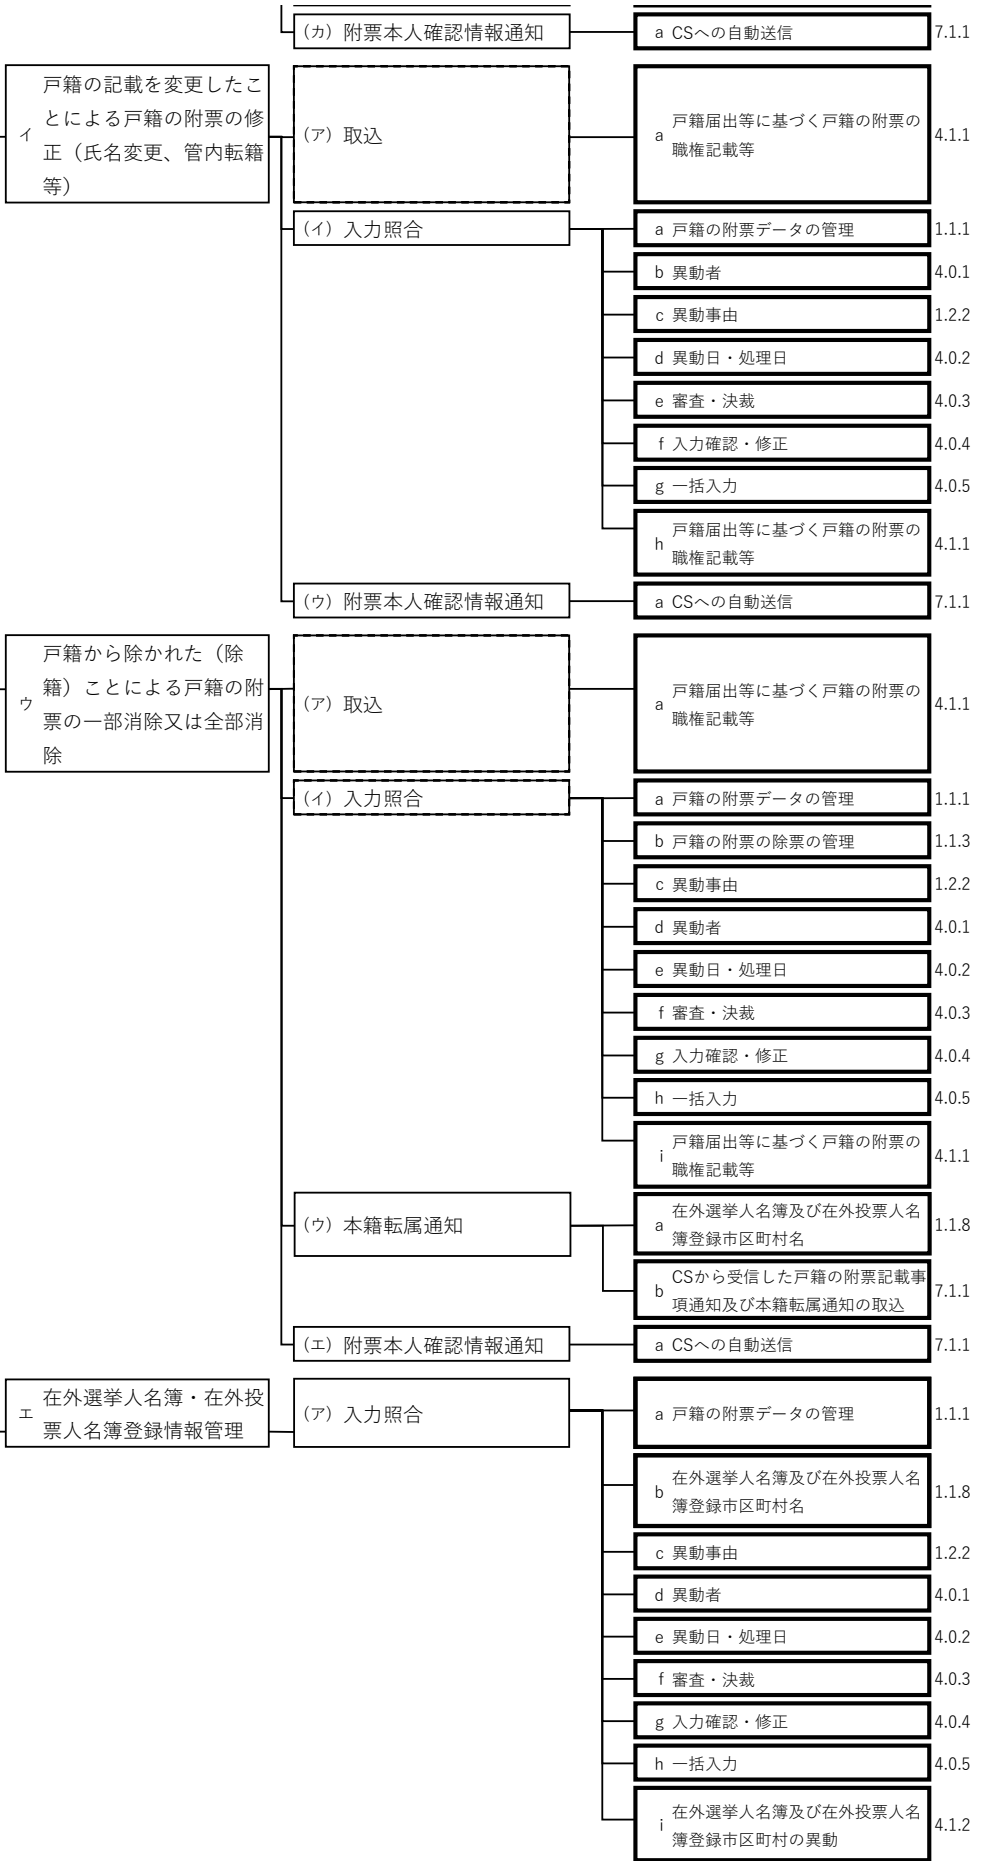 (カ) 附票本人確認情報通知
a CSへの自動送信 7.1.1
イ 戸籍の記載を変更したこ
とによる戸籍の附票の修
正（氏名変更、管内転籍
等）
(ア) 取込
a 戸籍届出等に基づく戸籍の附票の
職権記載等 4.1.1
(イ) 入力照合
a 戸籍の附票データの管理 1.1.1
b 異動者 4.0.1
c 異動事由 1.2.2
d 異動日・処理日 4.0.2
e 審査・決裁 4.0.3
f 入力確認・修正 4.0.4
g 一括入力 4.0.5
h 戸籍届出等に基づく戸籍の附票の
職権記載等 4.1.1
(ウ) 附票本人確認情報通知
a CSへの自動送信 7.1.1
ウ 戸籍から除かれた（除
籍）ことによる戸籍の附
票の一部消除又は全部消
除
(ア) 取込
a 戸籍届出等に基づく戸籍の附票の
職権記載等 4.1.1
(イ) 入力照合
a 戸籍の附票データの管理 1.1.1
b 戸籍の附票の除票の管理 1.1.3
c 異動事由 1.2.2
d 異動者 4.0.1
e 異動日・処理日 4.0.2
f 審査・決裁 4.0.3
g 入力確認・修正 4.0.4
h 一括入力 4.0.5
i 戸籍届出等に基づく戸籍の附票の
職権記載等 4.1.1
(ウ) 本籍転属通知
a 在外選挙人名簿及び在外投票人名
簿登録市区町村名 1.1.8
b CSから受信した戸籍の附票記載事
項通知及び本籍転属通知の取込 7.1.1
(エ) 附票本人確認情報通知
a CSへの自動送信 7.1.1
エ 在外選挙人名簿・在外投
票人名簿登録情報管理
(ア) 入力照合
a 戸籍の附票データの管理 1.1.1
b 在外選挙人名簿及び在外投票人名
簿登録市区町村名 1.1.8
c 異動事由 1.2.2
d 異動者 4.0.1
e 異動日・処理日 4.0.2
f 審査・決裁 4.0.3
g 入力確認・修正 4.0.4
h 一括入力 4.0.5
i 在外選挙人名簿及び在外投票人名
簿登録市区町村の異動 4.1.2